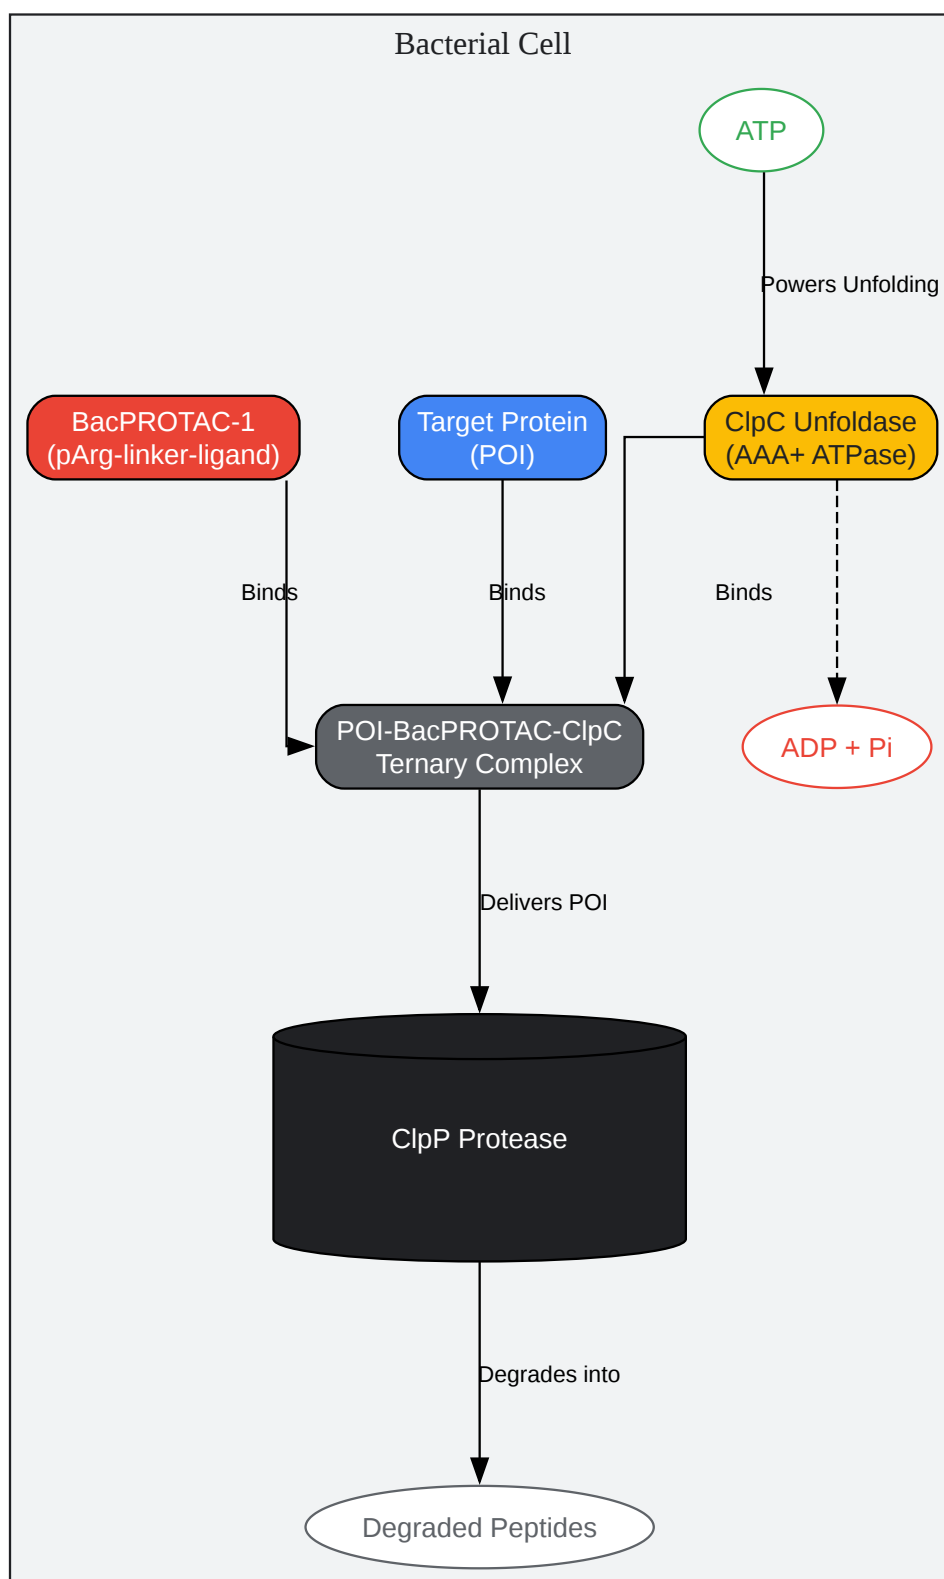 Bacterial Cell
ATP
Powers Unfolding
BacPROTAC-1
(pArg-linker-ligand)
Target Protein
(POI)
ClpC Unfoldase
(AAA+ ATPase)
Binds
Binds
Binds
POI-BacPROTAC-ClpC
Ternary Complex
ADP + Pi
Delivers POI
ClpP Protease
Degrades into
Degraded Peptides